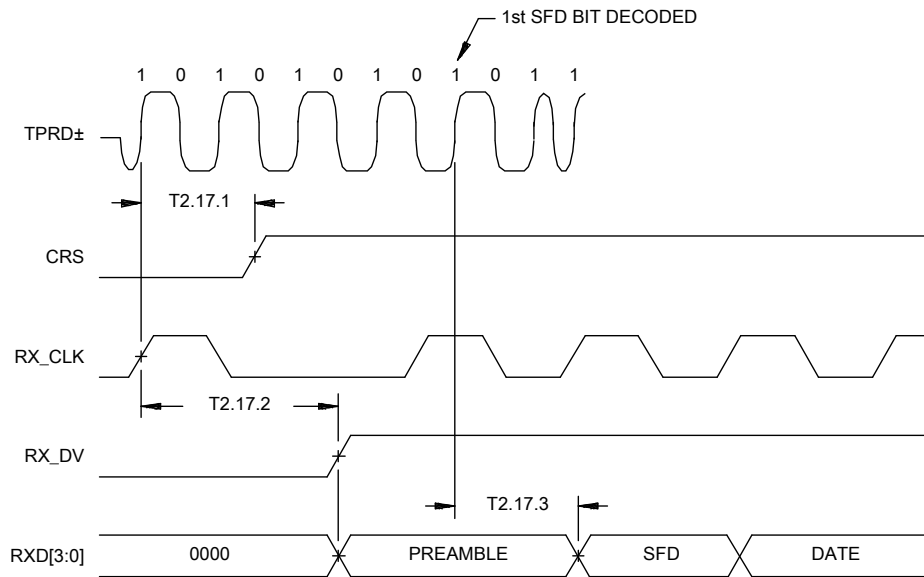 1st SFD BIT DECODED
1 0 1 0 1 0 1 0 1 0 1 1
TPRD±
T2.17.1
CRS
RX_CLK
T2.17.2
RX_DV
T2.17.3
RXD[3:0] 0000 PREAMBLE SFD DATE